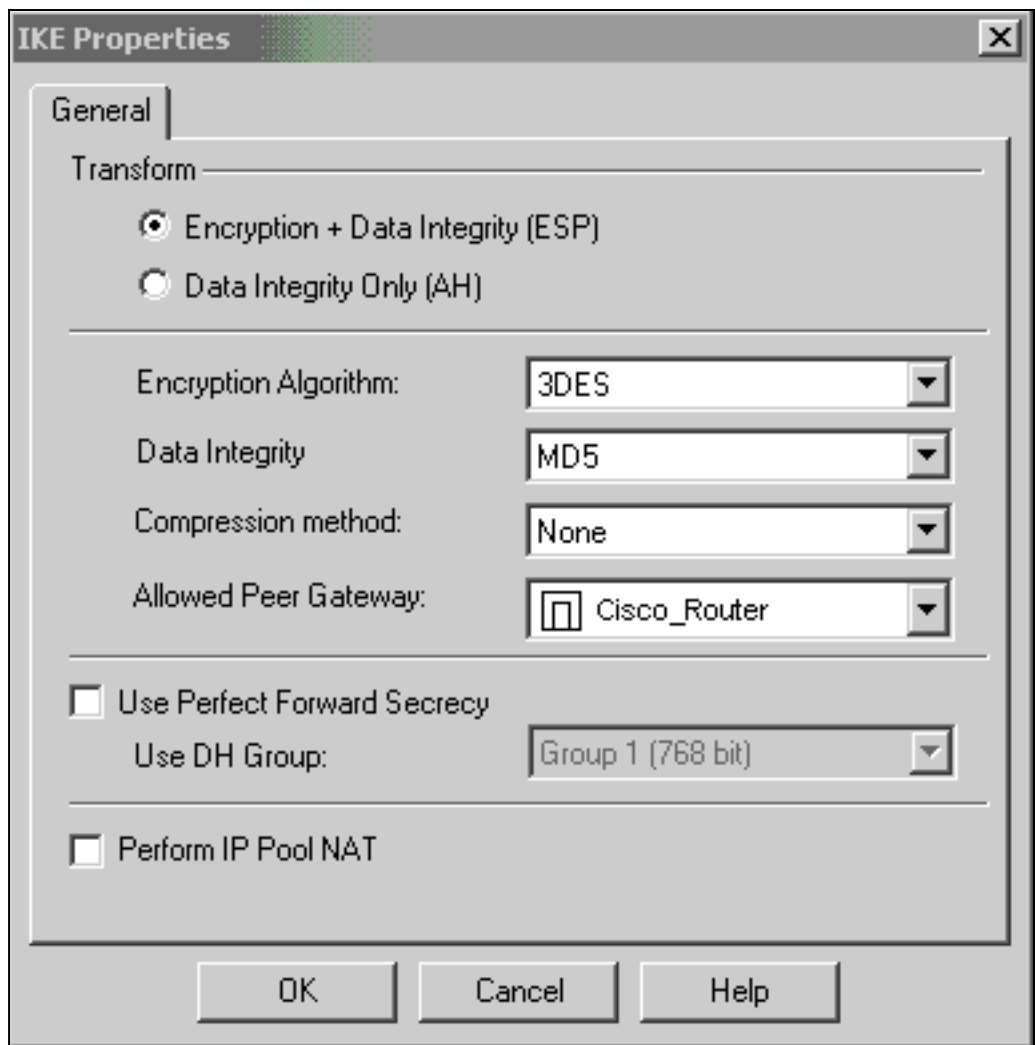 IKE Properties
General
Transform
Encryption + Data Integrity (ESP)
Data Integrity Only (AH)
Encryption Algorithm: 3DES
Data Integrity MD5
Compression method: None
Allowed Peer Gateway: Cisco_Router
Use Perfect Forward Secrecy
Use DH Group: Group 1 (768 bit)
Perform IP Pool NAT
OK Cancel Help